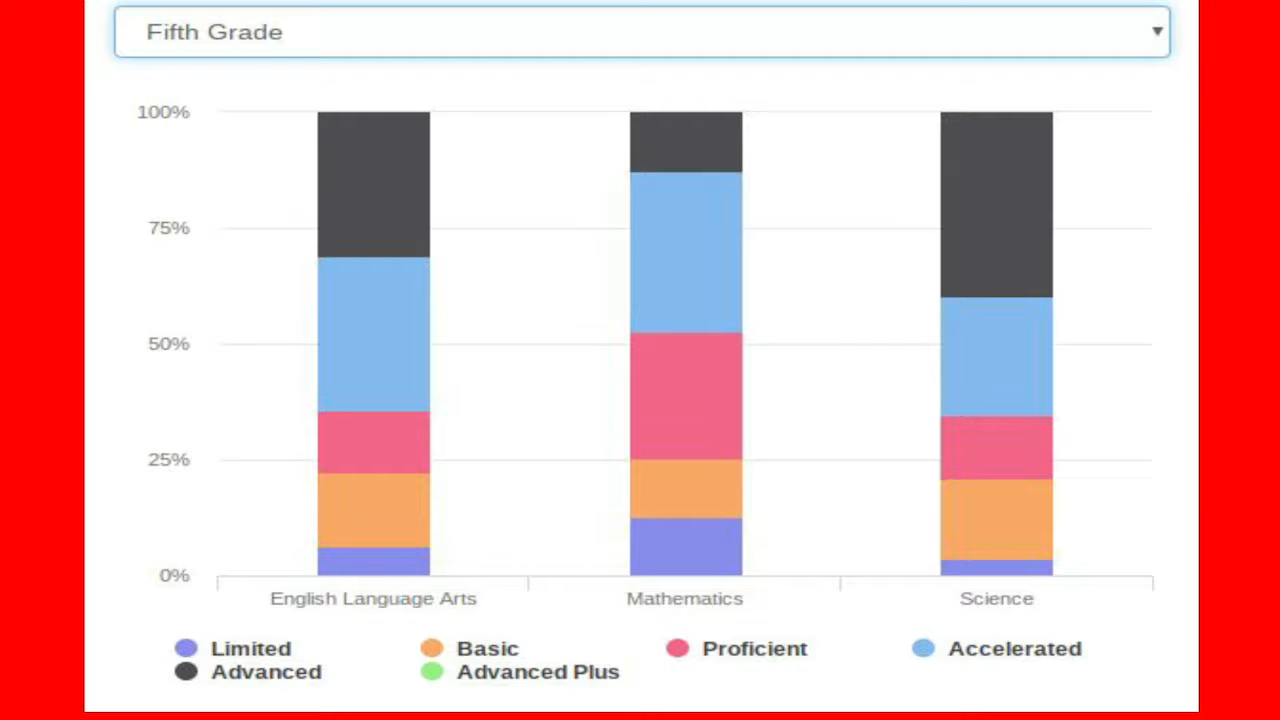 Fifth Grade
100%
75%
50%
25%
0%
English Language Arts Mathematics Science
Limited Basic Proficient Accelerated
Advanced Advanced Plus